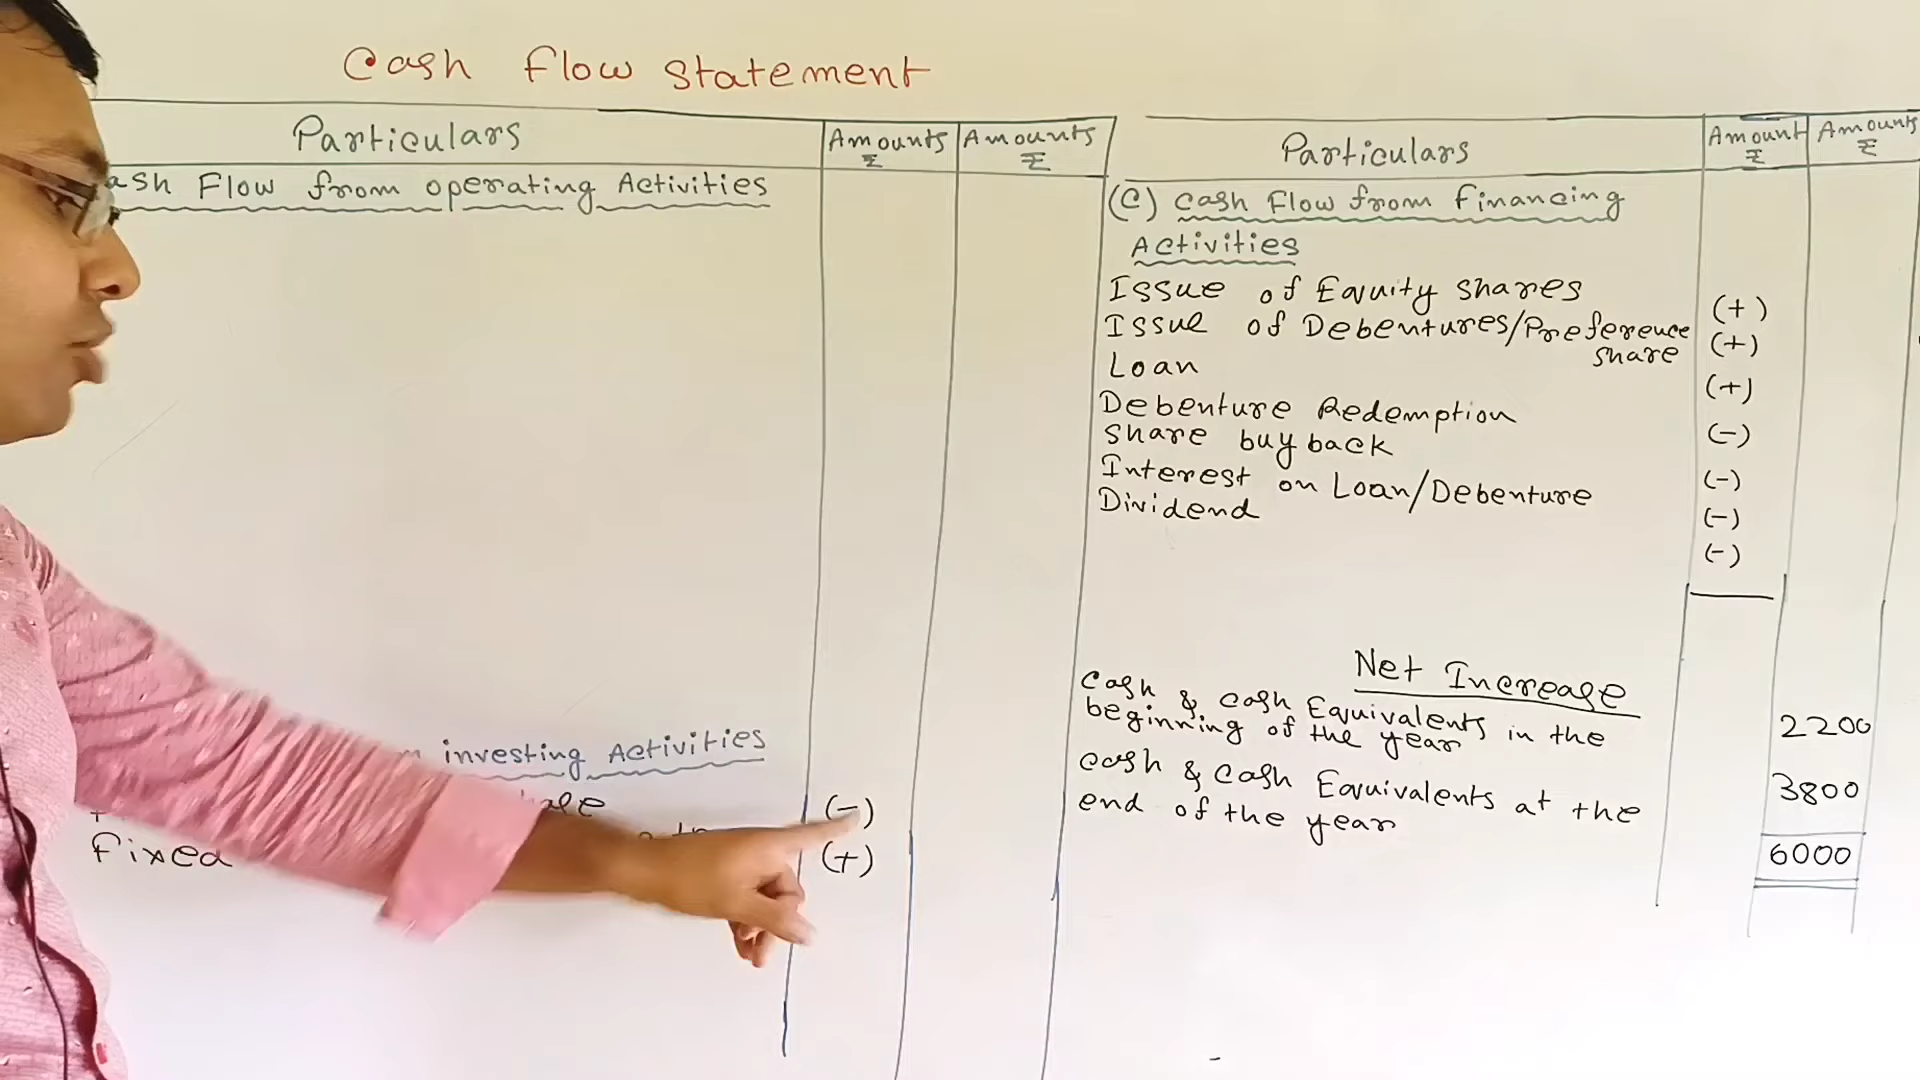 Cash Flow Statement
Particulars
Amounts ₹
Amounts ₹
ash Flow from operating Activities
investing Activities
(-)
Fixed
(+)
Particulars
Amount ₹
Amounts ₹
(C) Cash Flow from Financing
Activities
Issue of Equity Shares (+)
Issue of Debentures/Preference
Share (+)
Loan (+)
Debenture Redemption (-)
Share buy back (-)
Interest on Loan/Debenture (-)
Dividend (-)
Net Increase
Cash & Cash Equivalents in the
beginning of the year 2200
Cash & Cash Equivalents at the
end of the year 3800
6000